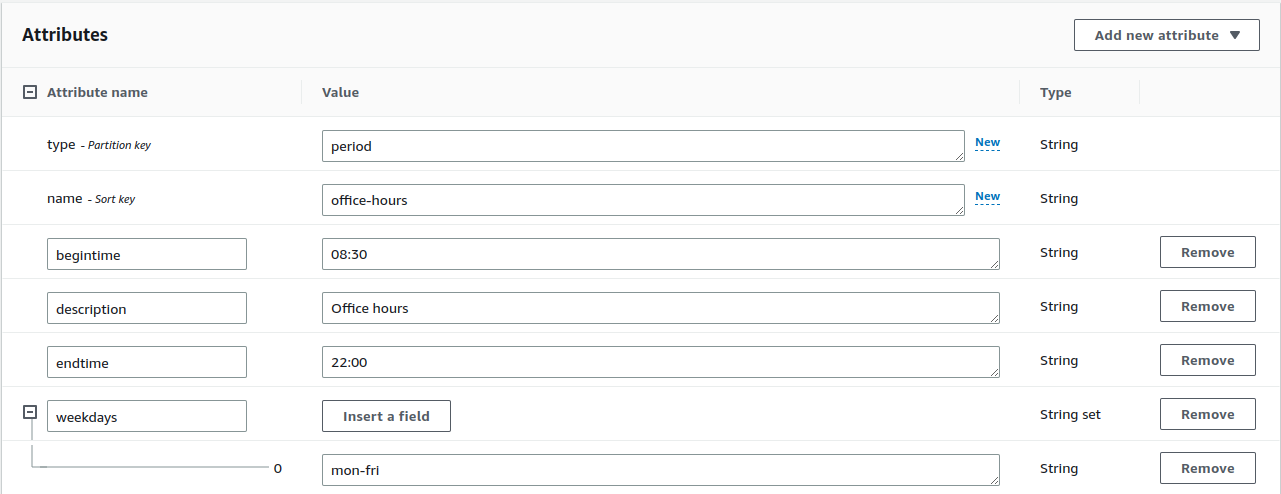 Attributes
Add new attribute
Attribute name Value Type
type - Partition key period New String
name - Sort key office-hours New String
begintime 08:30 String Remove
description Office hours String Remove
endtime 22:00 String Remove
weekdays Insert a field String set Remove
0 mon-fri String Remove